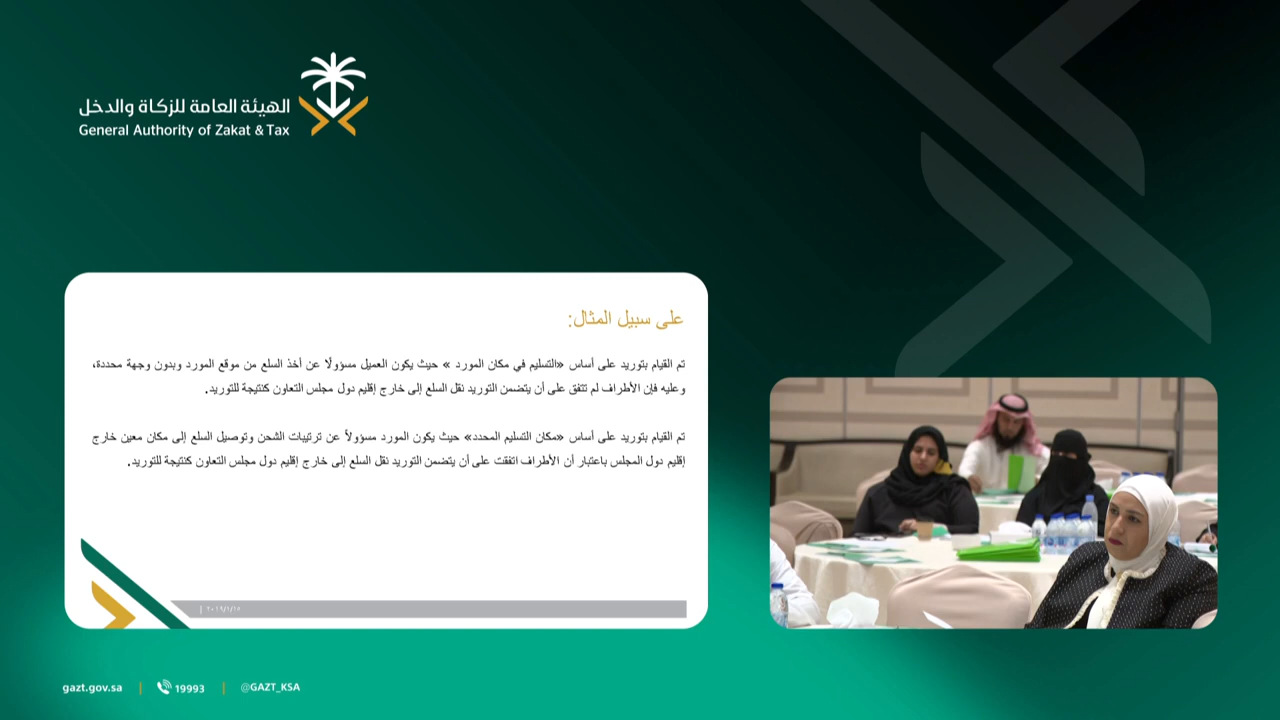 الهيئة العامة للزكاة والدخل
General Authority of Zakat & Tax
على سبيل المثال:
تم القيام بتوريد على أساس «التسليم في مكان المورد » حيث يكون العميل مسؤولًا عن أخذ السلع من موقع المورد وبدون وجهة محددة،
وعليه فإن الأطراف لم تتفق على أن يتضمن التوريد نقل السلع إلى خارج إقليم دول مجلس التعاون كنتيجة للتوريد.
تم القيام بتوريد على أساس «مكان التسليم المحدد» حيث يكون المورد مسؤولاً عن ترتيبات الشحن وتوصيل السلع إلى مكان معين خارج
إقليم دول المجلس باعتبار أن الأطراف اتفقت على أن يتضمن التوريد نقل السلع إلى خارج إقليم دول مجلس التعاون كنتيجة للتوريد.
gazt.gov.sa | 19993 | @GAZT_KSA